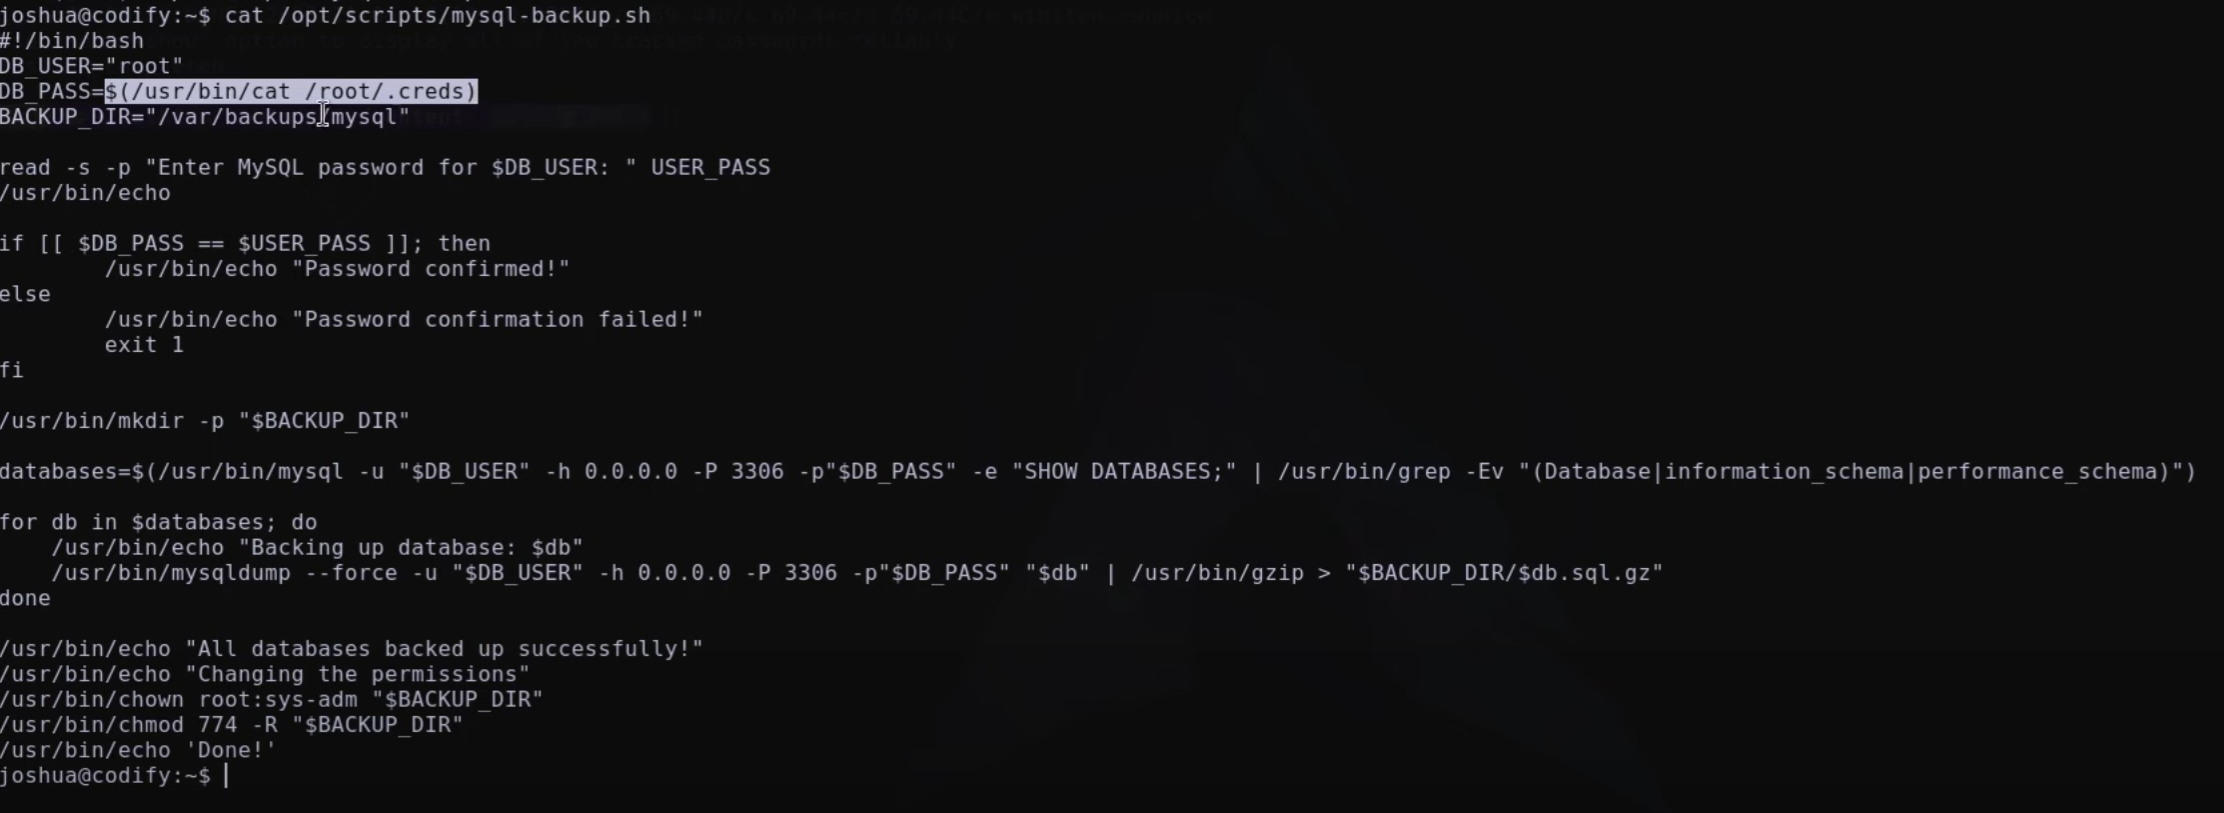 joshua@codify:~$ cat /opt/scripts/mysql-backup.sh
#!/bin/bash
DB_USER="root"
DB_PASS=$(/usr/bin/cat /root/.creds)
BACKUP_DIR="/var/backups/mysql"
read -s -p "Enter MySQL password for $DB_USER: " USER_PASS
/usr/bin/echo
if [[ $DB_PASS == $USER_PASS ]]; then
        /usr/bin/echo "Password confirmed!"
else
        /usr/bin/echo "Password confirmation failed!"
        exit 1
fi
/usr/bin/mkdir -p "$BACKUP_DIR"
databases=$(/usr/bin/mysql -u "$DB_USER" -h 0.0.0.0 -P 3306 -p"$DB_PASS" -e "SHOW DATABASES;" | /usr/bin/grep -Ev "(Database|information_schema|performance_schema)")
for db in $databases; do
    /usr/bin/echo "Backing up database: $db"
    /usr/bin/mysqldump --force -u "$DB_USER" -h 0.0.0.0 -P 3306 -p"$DB_PASS" "$db" | /usr/bin/gzip > "$BACKUP_DIR/$db.sql.gz"
done
/usr/bin/echo "All databases backed up successfully!"
/usr/bin/echo "Changing the permissions"
/usr/bin/chown root:sys-adm "$BACKUP_DIR"
/usr/bin/chmod 774 -R "$BACKUP_DIR"
/usr/bin/echo 'Done!'
joshua@codify:~$